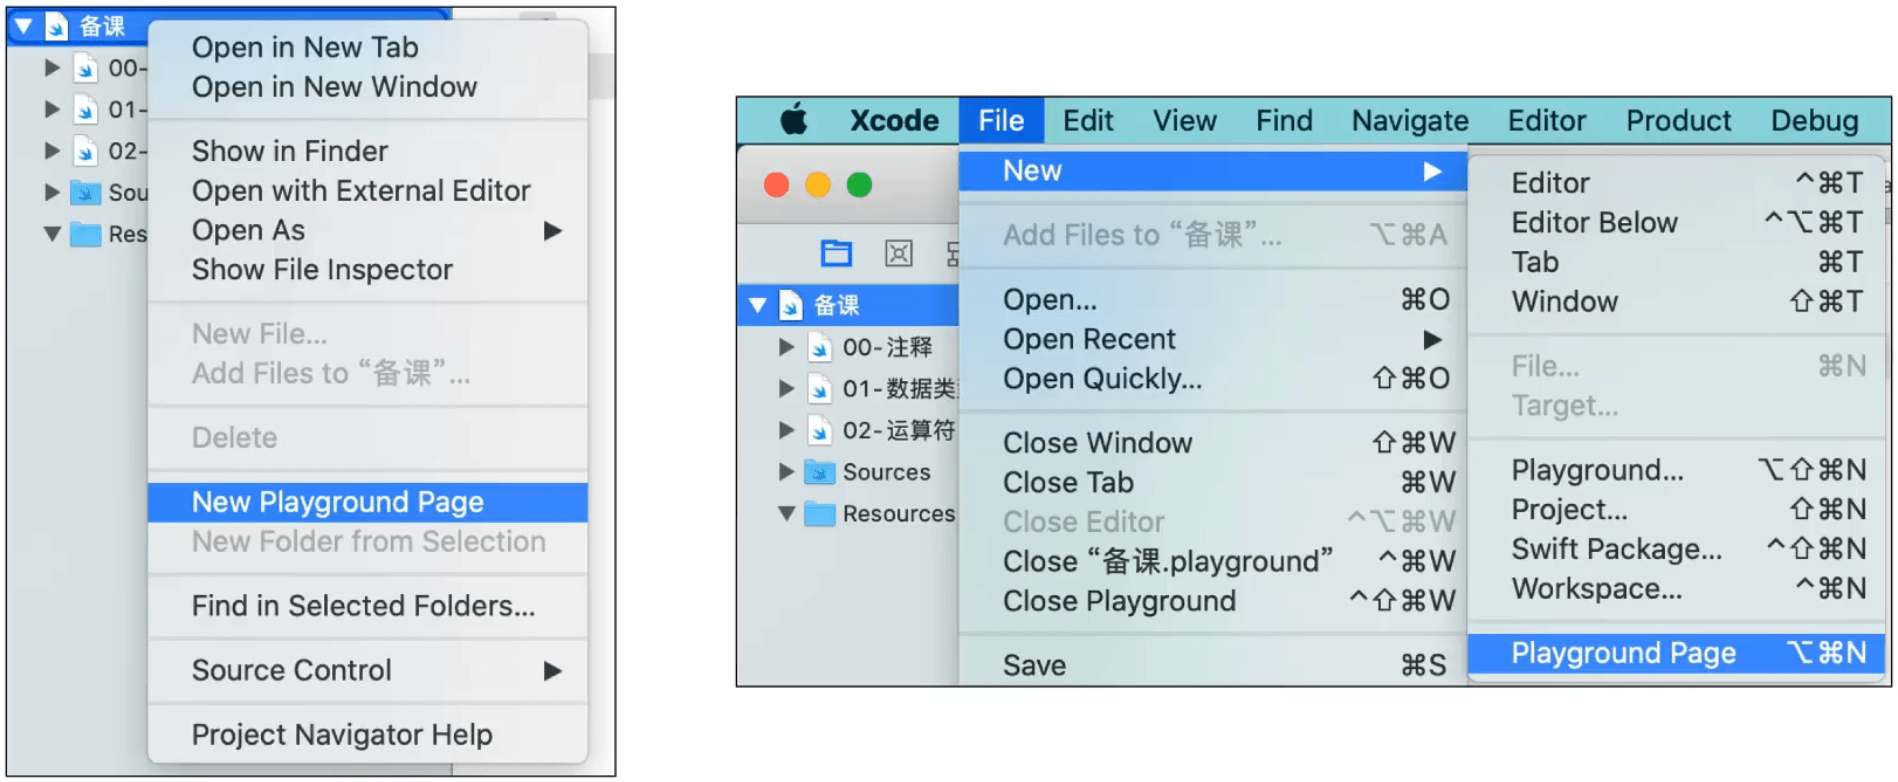 备课
00-
01-
02-
Sou
Res
Open in New Tab
Open in New Window
Show in Finder
Open with External Editor
Open As
Show File Inspector
New File...
Add Files to “备课”...
Delete
New Playground Page
New Folder from Selection
Find in Selected Folders...
Source Control
Project Navigator Help
Xcode File Edit View Find Navigate Editor Product Debug
备课
00-注释
01-数据类
02-运算符
Sources
Resources
New
Add Files to “备课”... ⌥⌘A
Open... ⌘O
Open Recent
Open Quickly... ⇧⌘O
Close Window ⇧⌘W
Close Tab ⌘W
Close Editor ^⌥⌘W
Close “备课.playground” ^⌘W
Close Playground ^⇧⌘W
Save ⌘S
Editor ^⌘T
Editor Below ^⌥⌘T
Tab ⌘T
Window ⇧⌘T
File... ⌘N
Target...
Playground... ⌥⇧⌘N
Project... ⇧⌘N
Swift Package... ^⇧⌘N
Workspace... ^⌘N
Playground Page ⌥⌘N